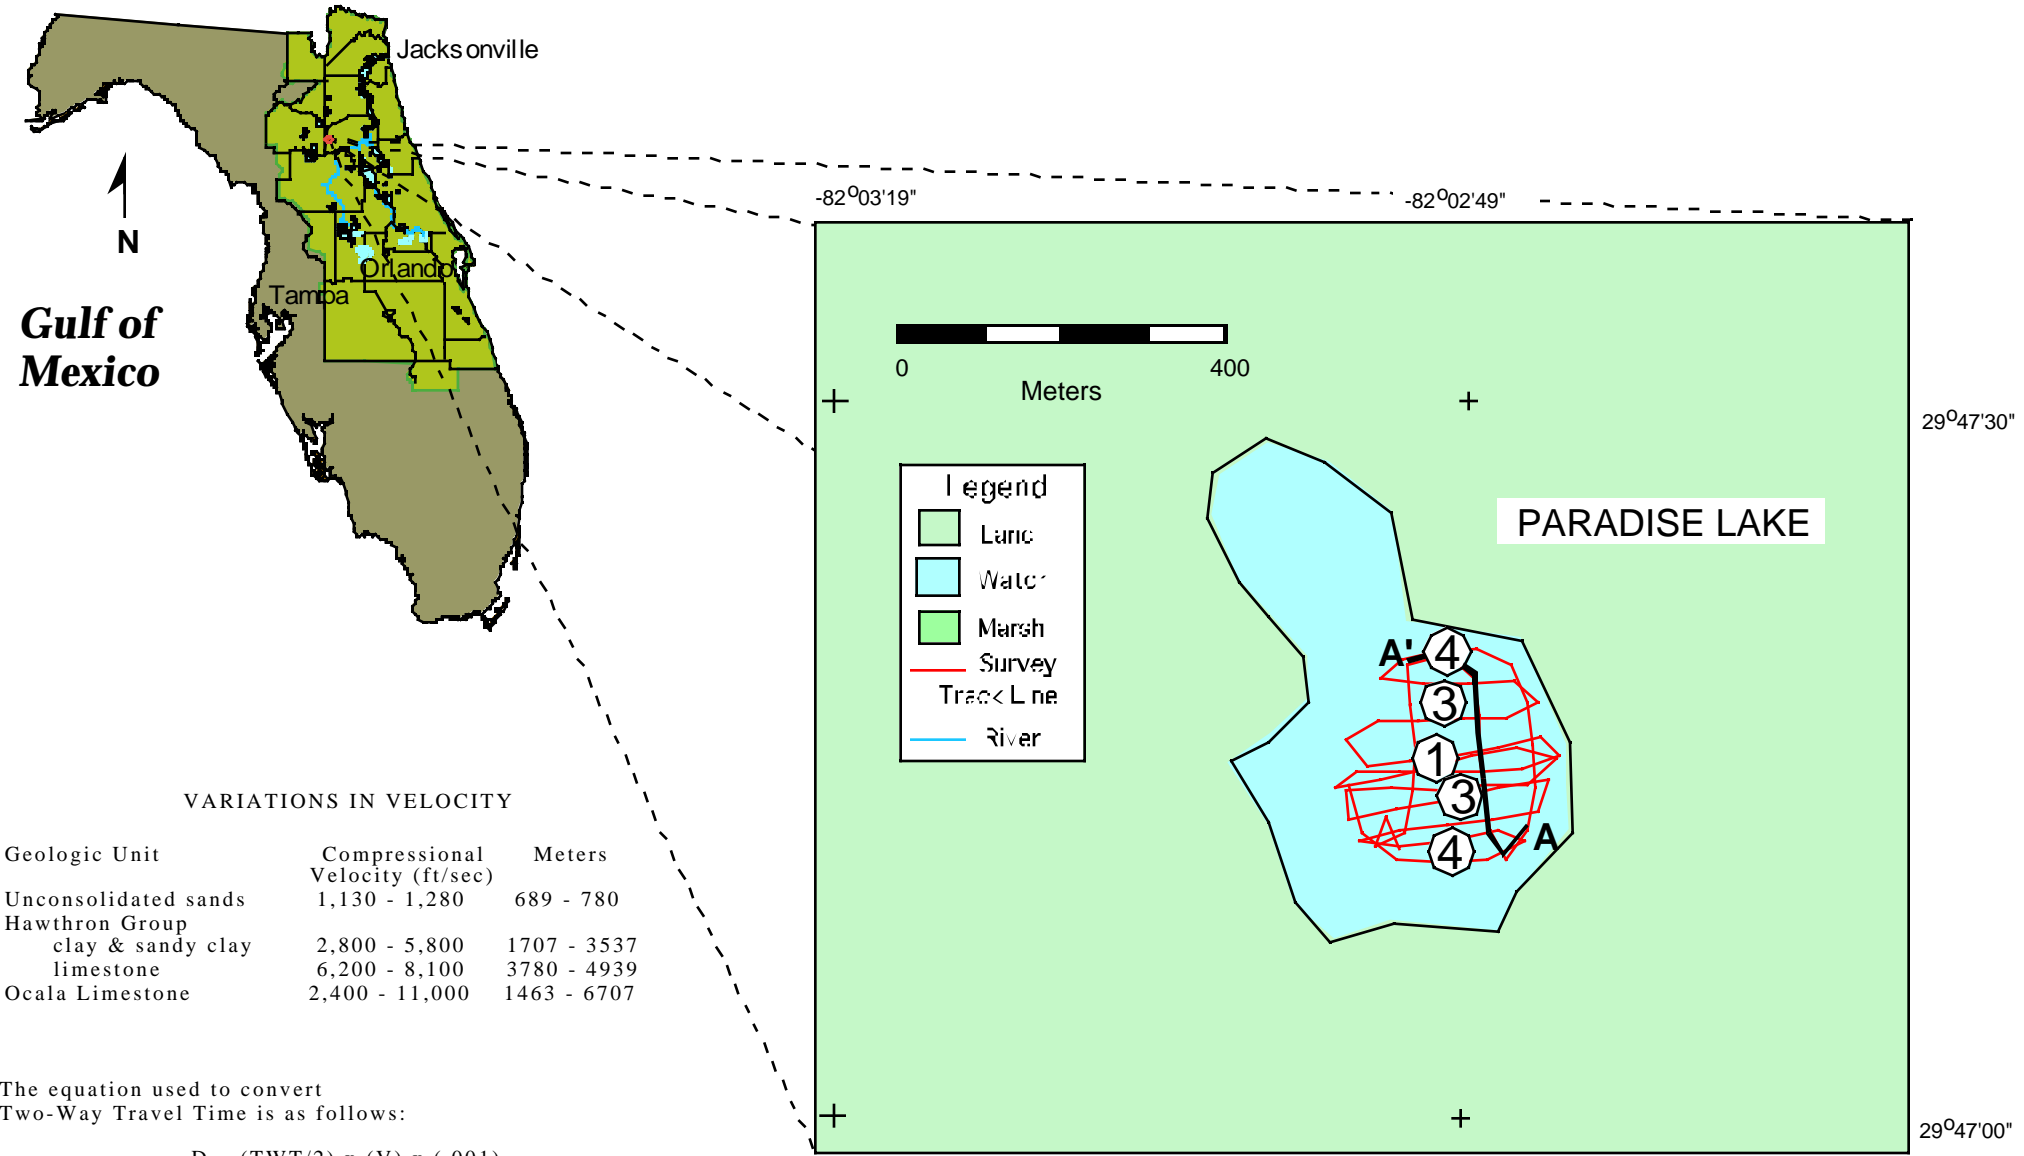 Jacksonville
N
Gulf of
Mexico
Orlando
Tampa
-82°03'19"
-82°02'49"
0 400
Meters
29°47'30"
Legend
Land
Water
Marsh
Survey
Track Line
River
PARADISE LAKE
A'
4
3
1
3
4
A
29°47'00"
VARIATIONS IN VELOCITY
Geologic Unit Compressional Meters
Velocity (ft/sec)
Unconsolidated sands 1,130 - 1,280 689 - 780
Hawthron Group
clay & sandy clay 2,800 - 5,800 1707 - 3537
limestone 6,200 - 8,100 3780 - 4939
Ocala Limestone 2,400 - 11,000 1463 - 6707
The equation used to convert
Two-Way Travel Time is as follows:
(TWT/2) (V) (.001)